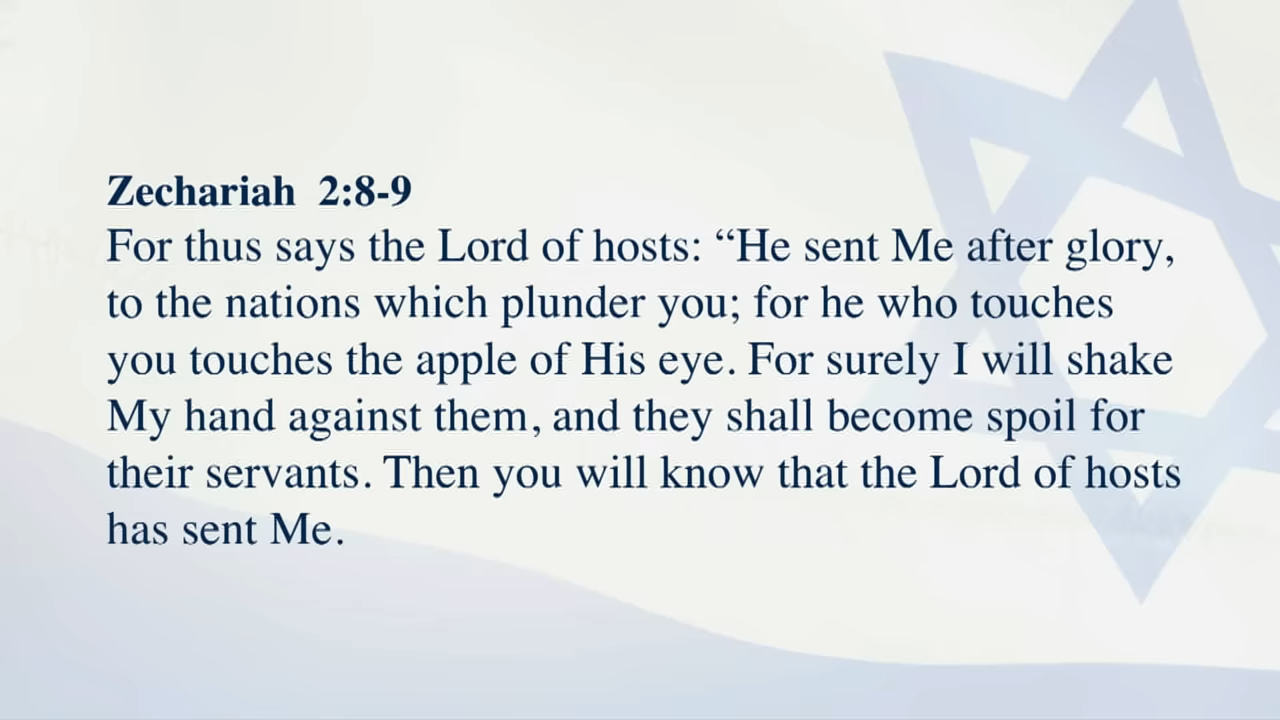 Zechariah  2:8-9
For thus says the Lord of hosts: “He sent Me after glory,
to the nations which plunder you; for he who touches
you touches the apple of His eye. For surely I will shake
My hand against them, and they shall become spoil for
their servants. Then you will know that the Lord of hosts
has sent Me.